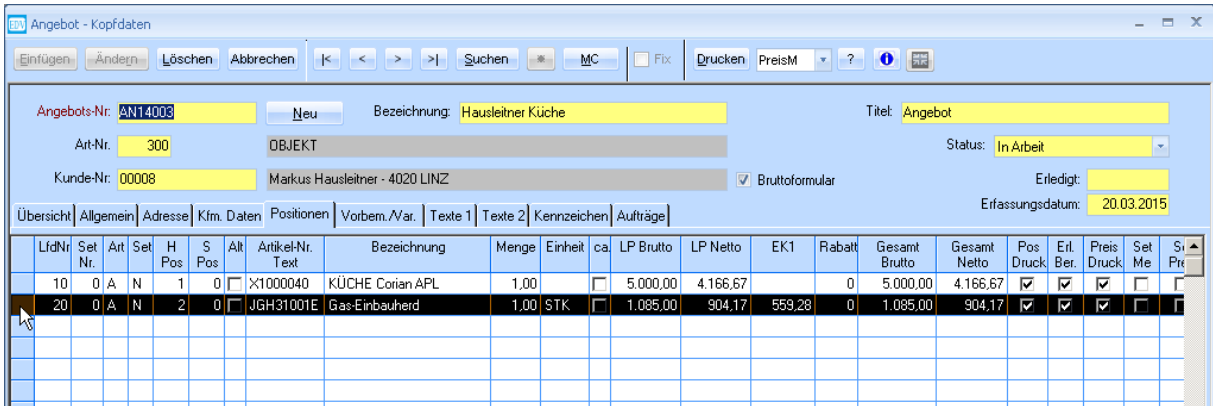 EDV Angebot - Kopfdaten
Einfügen Ändern Löschen Abbrechen |< < > >| Suchen * MC Fix Drucken PreisM ? i
Angebots-Nr: AN14003 Neu Bezeichnung: Hausleitner Küche Titel: Angebot
Art-Nr. 300 OBJEKT Status: In Arbeit
Kunde-Nr: 00008 Markus Hausleitner - 4020 LINZ Bruttoformular Erledigt:
Erfassungsdatum: 20.03.2015
Übersicht Allgemein Adresse Kfm. Daten Positionen Vorbem./Var. Texte 1 Texte 2 Kennzeichen Aufträge
LfdNr Set Nr. Art Set H Pos S Pos Alt Artikel-Nr. Text Bezeichnung Menge Einheit ca. LP Brutto LP Netto EK1 Rabatt Gesamt Brutto Gesamt Netto Pos Druck Erl. Ber. Preis Druck Set Me
10 0 A N 1 0 X1000040 KÜCHE Corian APL 1,00 5.000,00 4.166,67 0 5.000,00 4.166,67
20 0 A N 2 0 JGH31001E Gas-Einbauherd 1,00 STK 1.085,00 904,17 559,28 0 1.085,00 904,17